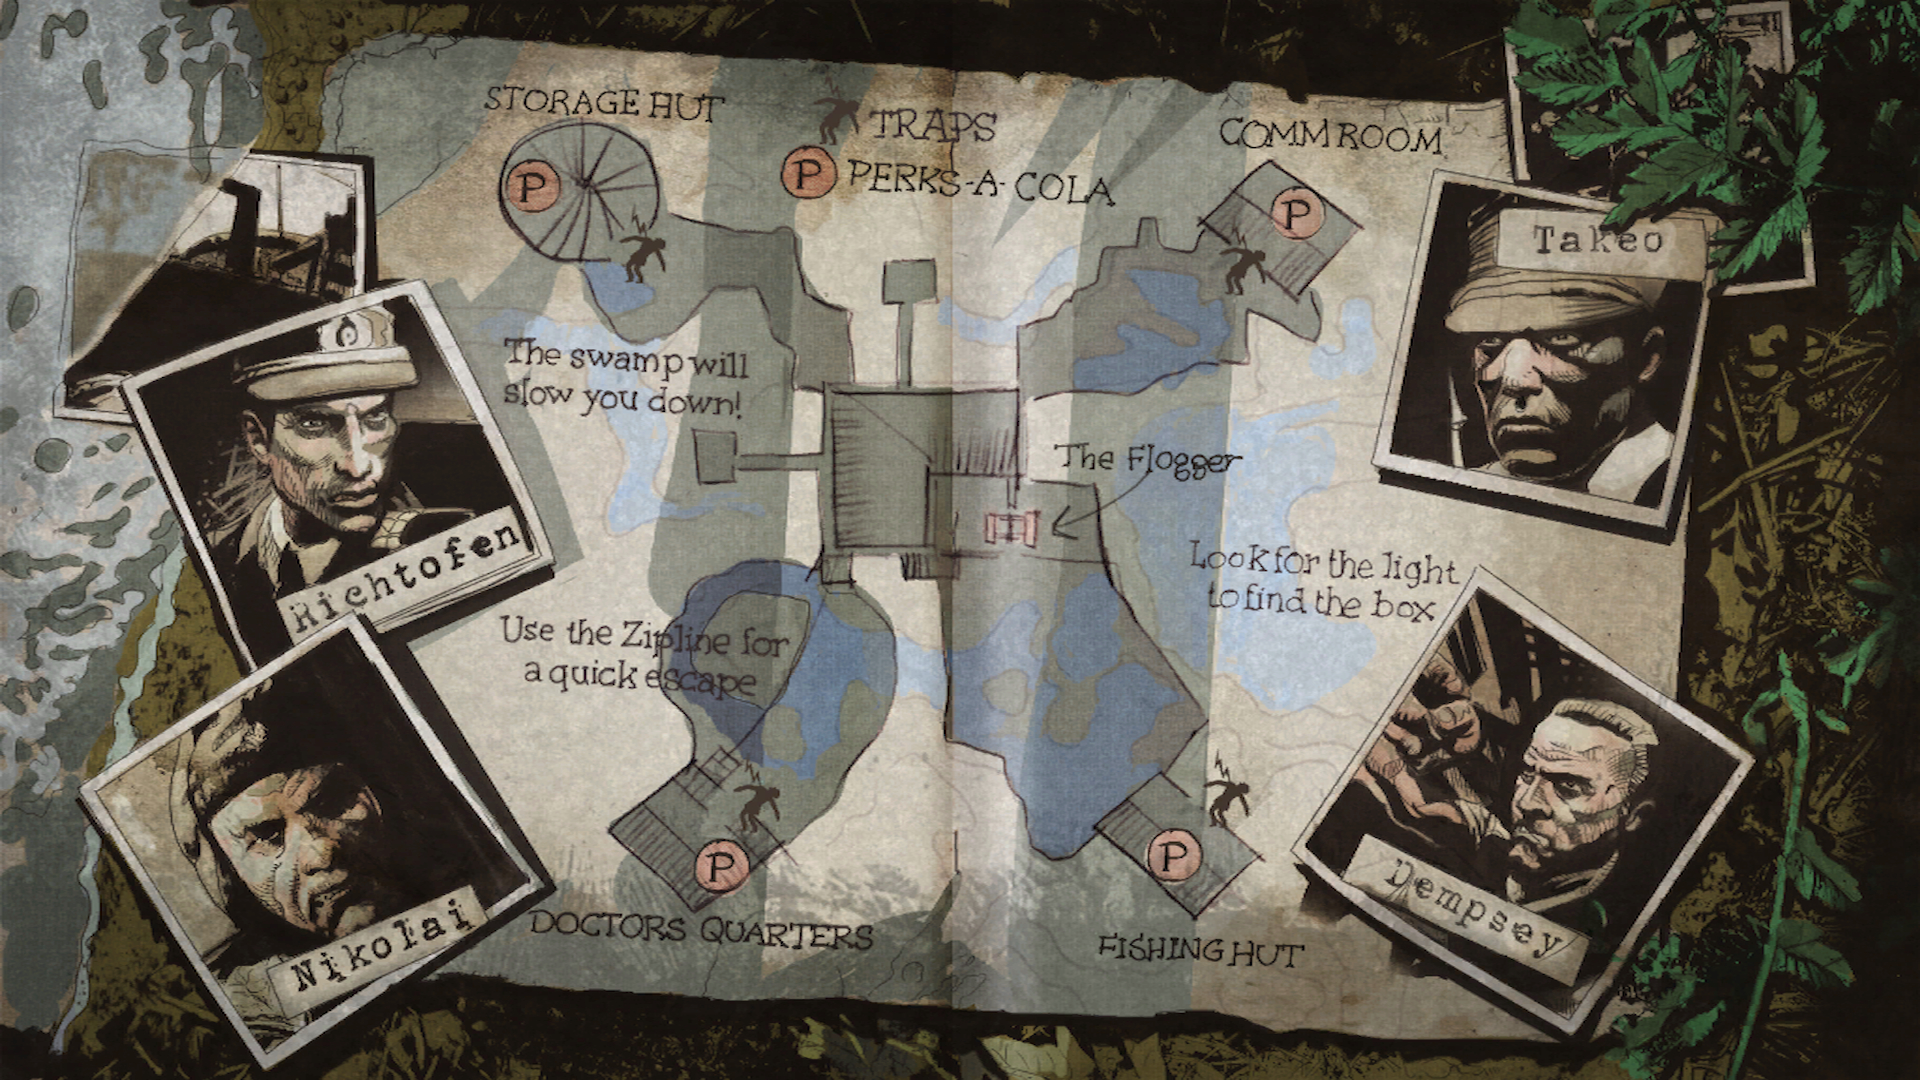 STORAGE HUT
TRAPS
P PERKS-A-COLA
COMM ROOM
P
P
Takeo
The swamp will
slow you down!
The Flogger
Richtofen
Look for the light
to find the box
Use the Zipline for
a quick escape
P
P
Dempsey
Nikolai
DOCTORS QUARTERS
FISHING HUT